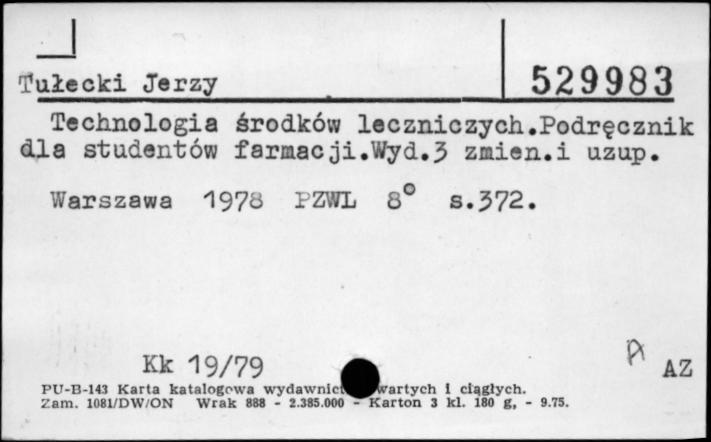 Tułecki Jerzy 529983
Technologia środków leczniczych.Podręcznik
dla studentów farmacji.Wyd.3 zmien.i uzup.
Warszawa 1978 PZWL 8° s.372.
Kk 19/79
A AZ
PU-B-143 Karta katalogowa wydawnict wartych i ciągłych.
Zam. 1081/DW/ON Wrak 888 - 2.385.000 - Karton 3 kl. 180 g, - 9.75.